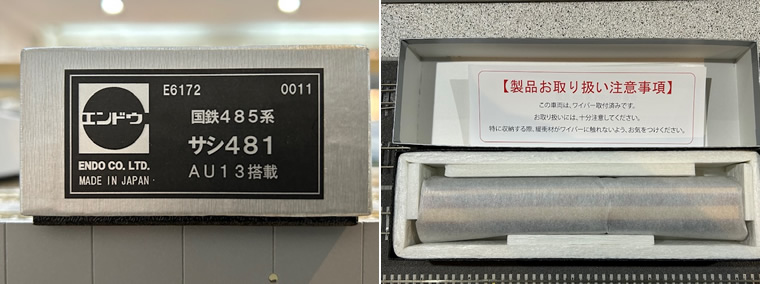 E6172
0011
エンドウ
国鉄485系
サシ481
AU13搭載
ENDO CO. LTD.
MADE IN JAPAN
【製品お取り扱い注意事項】
この車両は、ワイパー取付済みです。
お取り扱いには、十分注意してください。
特に収納する際、緩衝材がワイパーに触れないよう、お気をつけください。